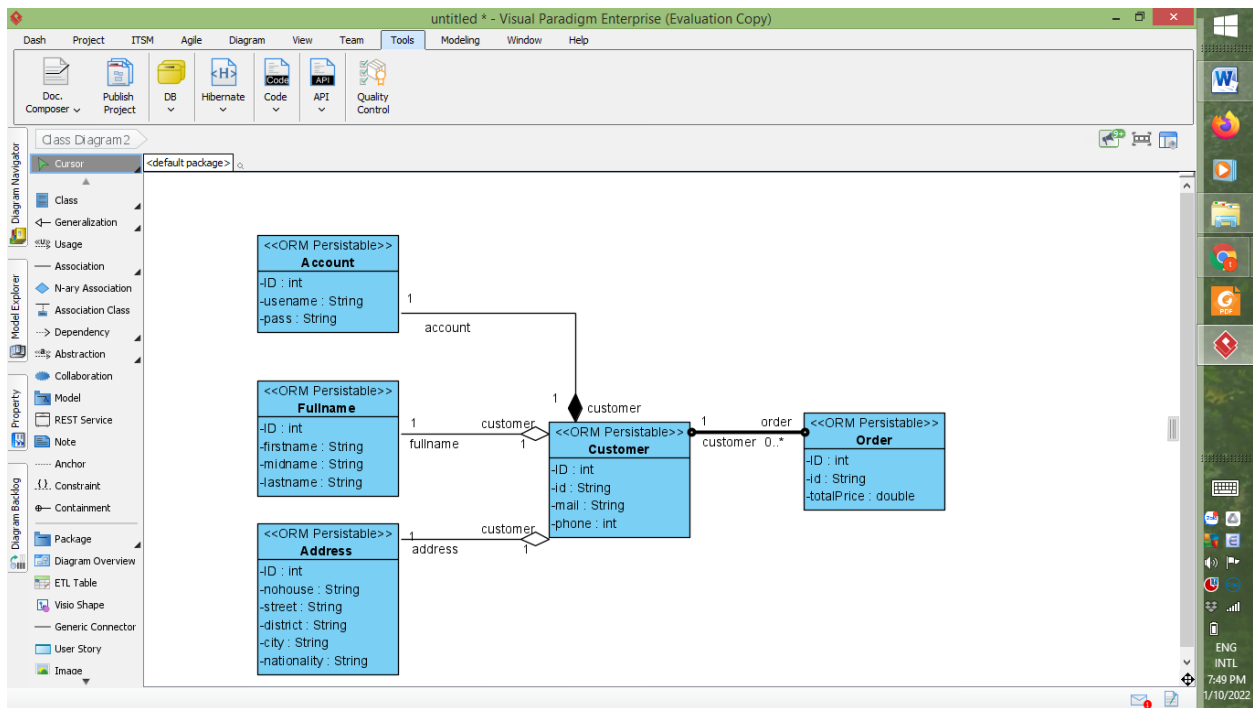 untitled * - Visual Paradigm Enterprise (Evaluation Copy)
Dash Project ITSM Agile Diagram View Team Tools Modeling Window Help
Doc. Composer
Publish Project
DB
Hibernate
Code
API
Quality Control
Class Diagram2
<default package>
Diagram Navigator
Model Explorer
Property
Diagram Backlog
Cursor
Class
Generalization
Usage
Association
N-ary Association
Association Class
Dependency
Abstraction
Collaboration
Model
REST Service
Note
Anchor
Constraint
Containment
Package
Diagram Overview
ETL Table
Visio Shape
Generic Connector
User Story
Image
<<ORM Persistable>>
Account
-ID : int
-usename : String
-pass : String
1
account
1
customer
<<ORM Persistable>>
Fullname
-ID : int
-firstname : String
-midname : String
-lastname : String
1
fullname
customer
1
<<ORM Persistable>>
Address
-ID : int
-nohouse : String
-street : String
-district : String
-city : String
-nationality : String
1
address
customer
1
<<ORM Persistable>>
Customer
-ID : int
-id : String
-mail : String
-phone : int
1 order
customer 0..*
<<ORM Persistable>>
Order
-ID : int
-id : String
-totalPrice : double
ENG
INTL
7:49 PM
1/10/2022